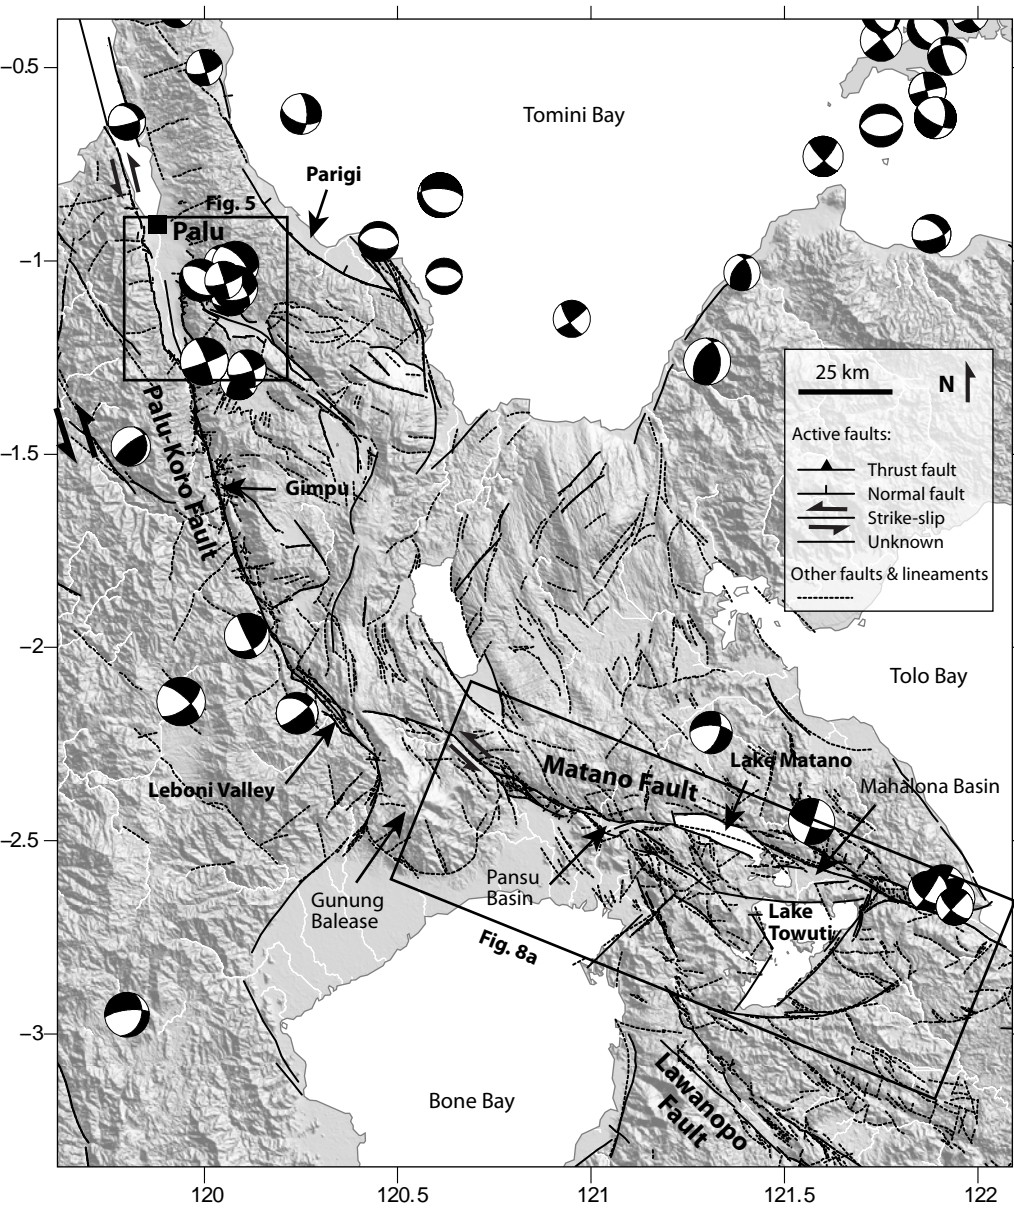 −0.5
−1
−1.5
−2
−2.5
−3
120
120.5
121
121.5
122
Tomini Bay
Parigi
Fig. 5
Palu
25 km
N
Active faults:
Thrust fault
Normal fault
Strike-slip
Unknown
Other faults & lineaments
Palu-Koro Fault
Gimpu
Tolo Bay
Leboni Valley
Matano Fault
Lake Matano
Mahalona Basin
Gunung
Balease
Pansu
Basin
Lake
Towuti
Fig. 8a
Bone Bay
Lawanopo
Fault